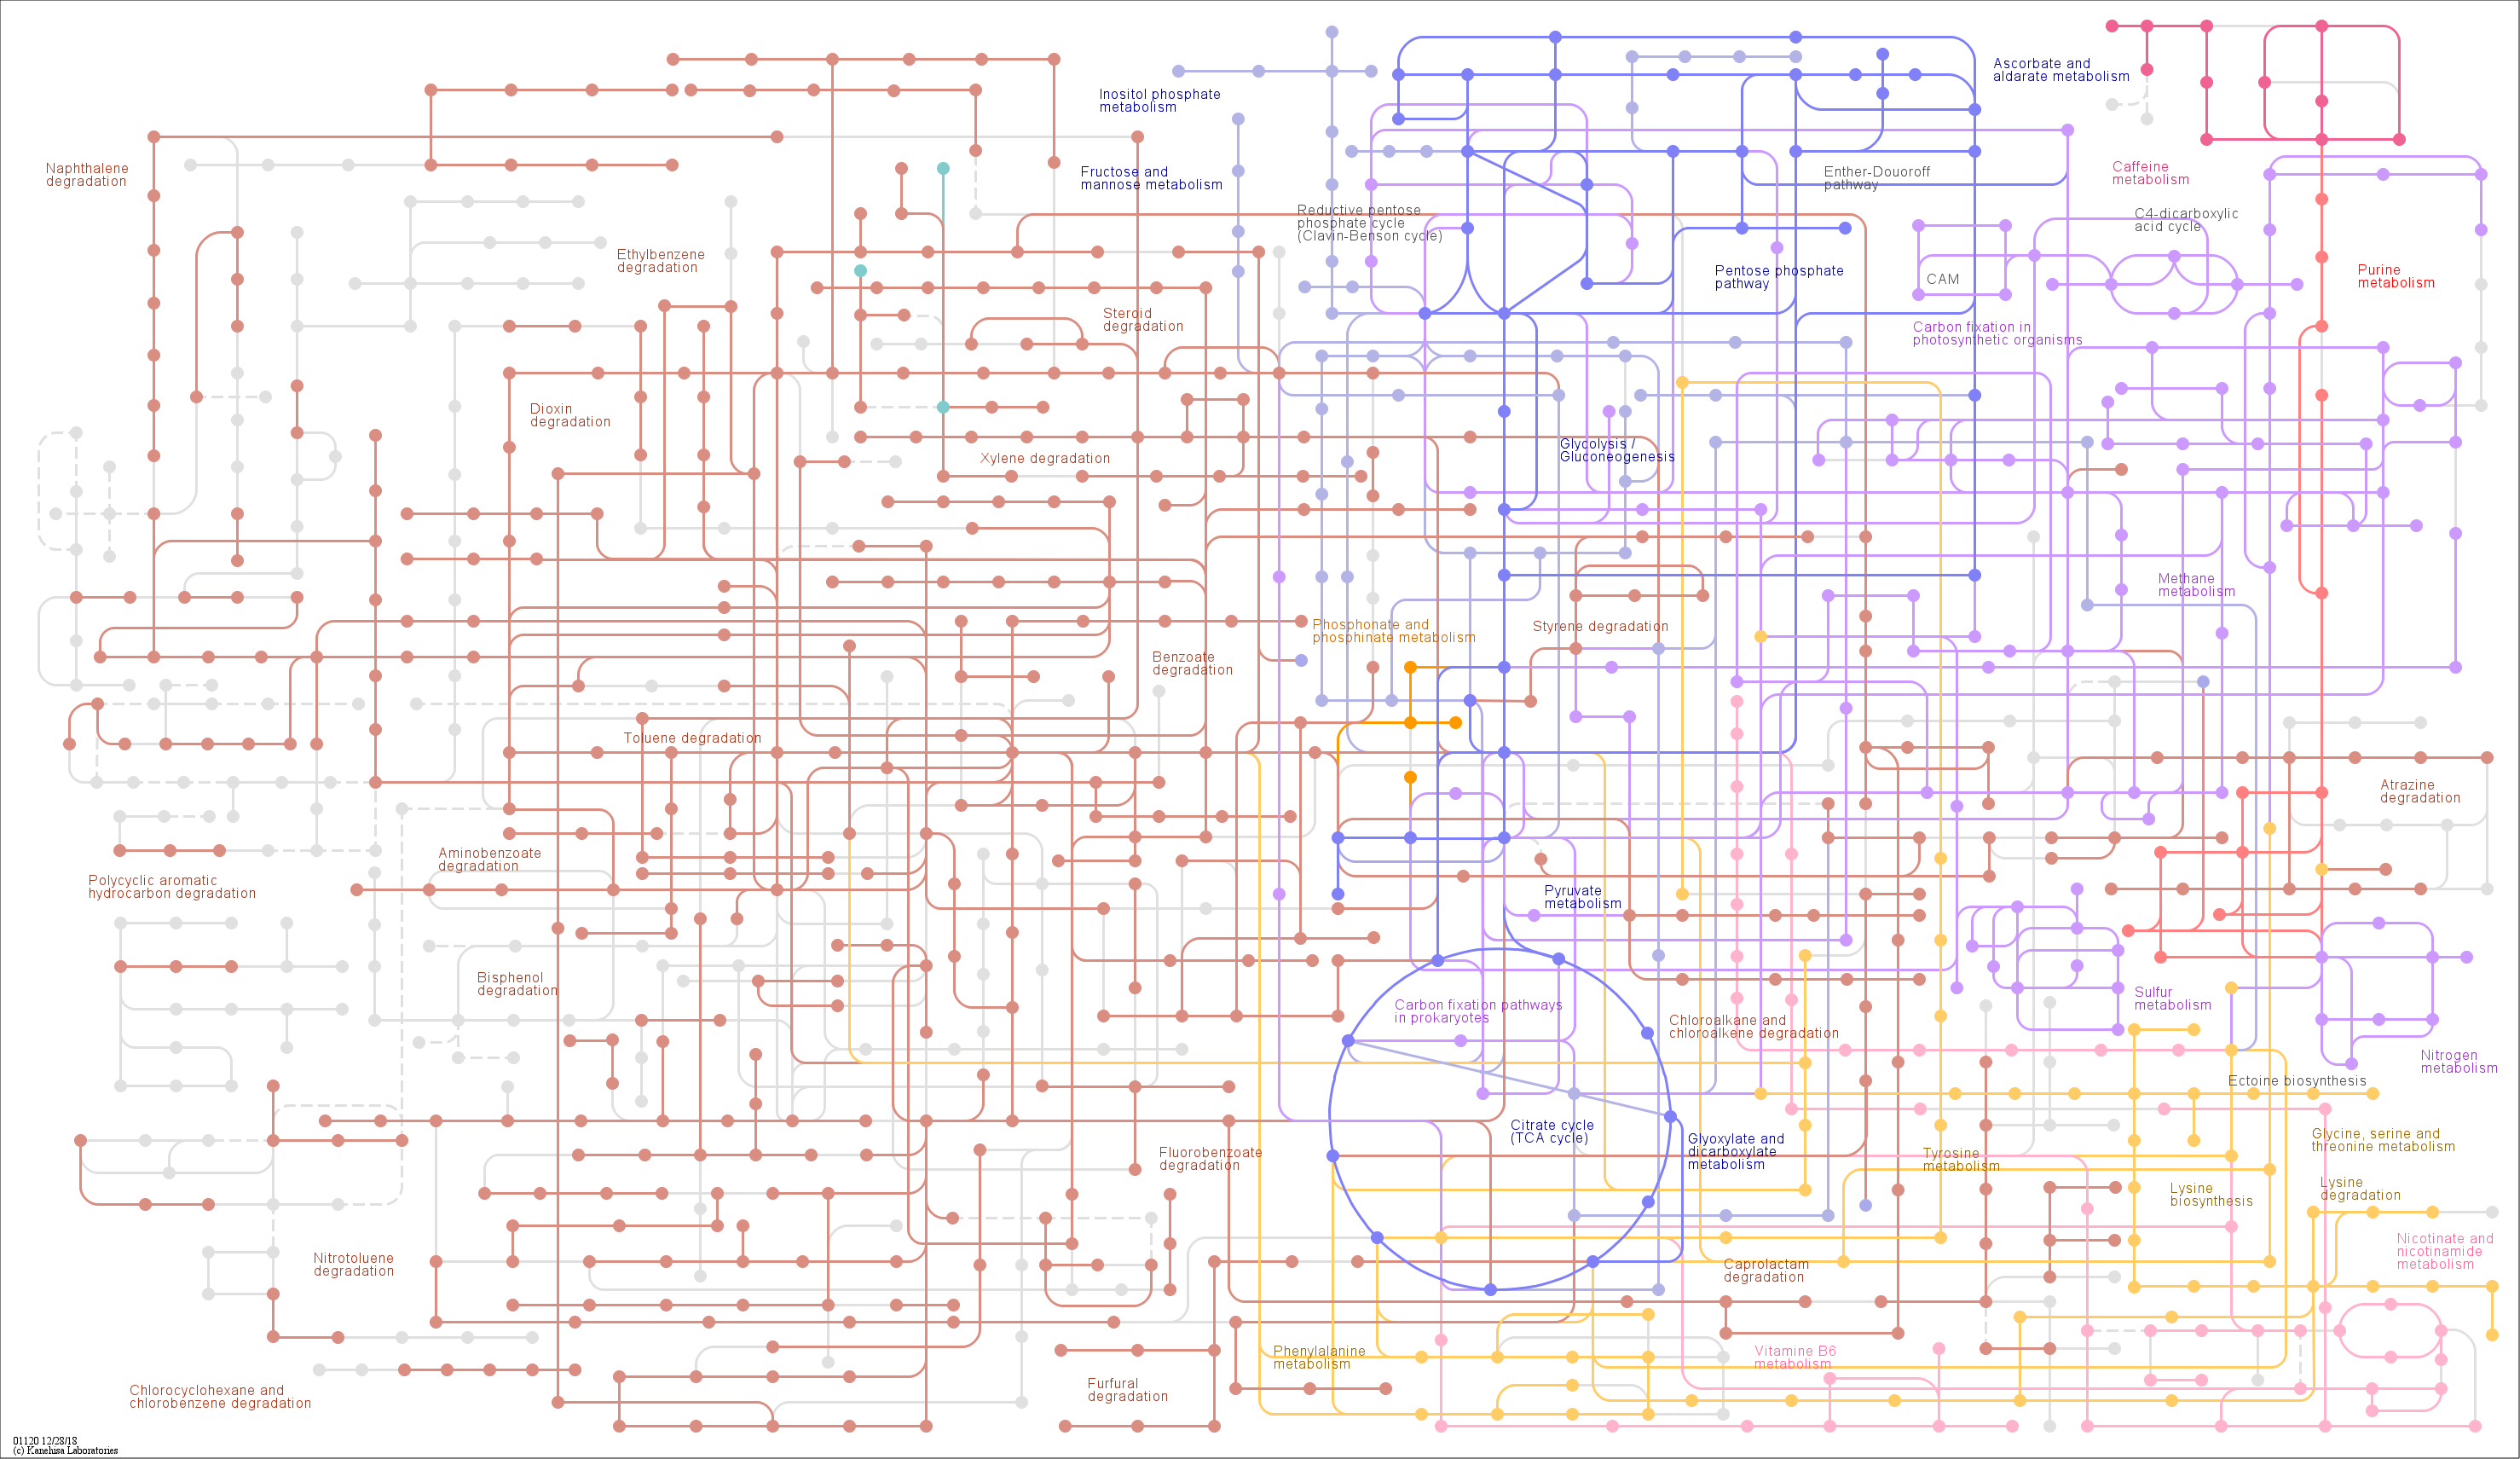 Ascorbate and
aldarate metabolism
Inositol phosphate
metabolism
Naphthalene
degradation
Fructose and
mannose metabolism
Enther-Douoroff
pathway
Caffeine
metabolism
Reductive pentose
phosphate cycle
(Clavin-Benson cycle)
C4-dicarboxylic
acid cycle
Ethylbenzene
degradation
Pentose phosphate
pathway
CAM
Purine
metabolism
Steroid
degradation
Carbon fixation in
photosynthetic organisms
Dioxin
degradation
Glycolysis /
Gluconeogenesis
Xylene degradation
Methane
metabolism
Phosphonate and
phosphinate metabolism
Styrene degradation
Benzoate
degradation
Toluene degradation
Atrazine
degradation
Aminobenzoate
degradation
Polycyclic aromatic
hydrocarbon degradation
Pyruvate
metabolism
Bisphenol
degradation
Carbon fixation pathways
in prokaryotes
Chloroalkane and
chloroalkene degradation
Sulfur
metabolism
Nitrogen
metabolism
Ectoine biosynthesis
Citrate cycle
(TCA cycle)
Glyoxylate and
dicarboxylate
metabolism
Fluorobenzoate
degradation
Tyrosine
metabolism
Glycine, serine and
threonine metabolism
Lysine
biosynthesis
Lysine
degradation
Nitrotoluene
degradation
Caprolactam
degradation
Nicotinate and
nicotinamide
metabolism
Phenylalanine
metabolism
Vitamine B6
metabolism
Chlorocyclohexane and
chlorobenzene degradation
Furfural
degradation
01120 12/28/18
(c) Kanehisa Laboratories